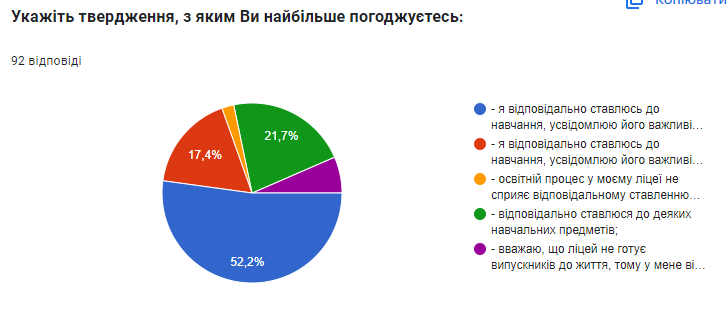 Копіювати
Укажіть твердження, з яким Ви найбільше погоджуєтесь:
92 відповіді
21,7%
17,4%
52,2%
- я відповідально ставлюсь до
навчання, усвідомлюю його важливі...
- я відповідально ставлюсь до
навчання, усвідомлюю його важливі...
- освітній процес у моєму ліцеї не
сприяє відповідальному ставленню...
- відповідально ставлюся до деяких
навчальних предметів;
- вважаю, що ліцей не готує
випускників до життя, тому у мене ві...